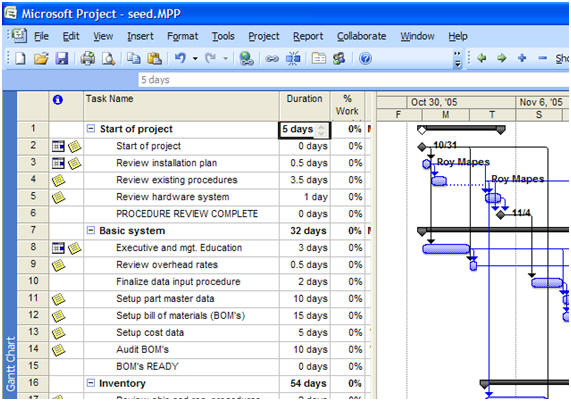 Microsoft Project - seed.MPP
File Edit View Insert Format Tools Project Report Collaborate Window Help
5 days
Task Name Duration % Work Oct 30, '05 Nov 6, '05
F M T S
1 Start of project 5 days 0%
2 Start of project 0 days 0% 10/31
3 Review installation plan 0.5 days 0% Roy Mapes
4 Review existing procedures 3.5 days 0% Roy Mapes
5 Review hardware system 1 day 0%
6 PROCEDURE REVIEW COMPLETE 0 days 0% 11/4
7 Basic system 32 days 0%
8 Executive and mgt. Education 3 days 0%
9 Review overhead rates 0.5 days 0%
10 Finalize data input procedure 2 days 0%
11 Setup part master data 10 days 0%
12 Setup bill of materials (BOM's) 15 days 0%
13 Setup cost data 5 days 0%
14 Audit BOM's 10 days 0%
15 BOM's READY 0 days 0%
16 Inventory 54 days 0%
Gantt Chart